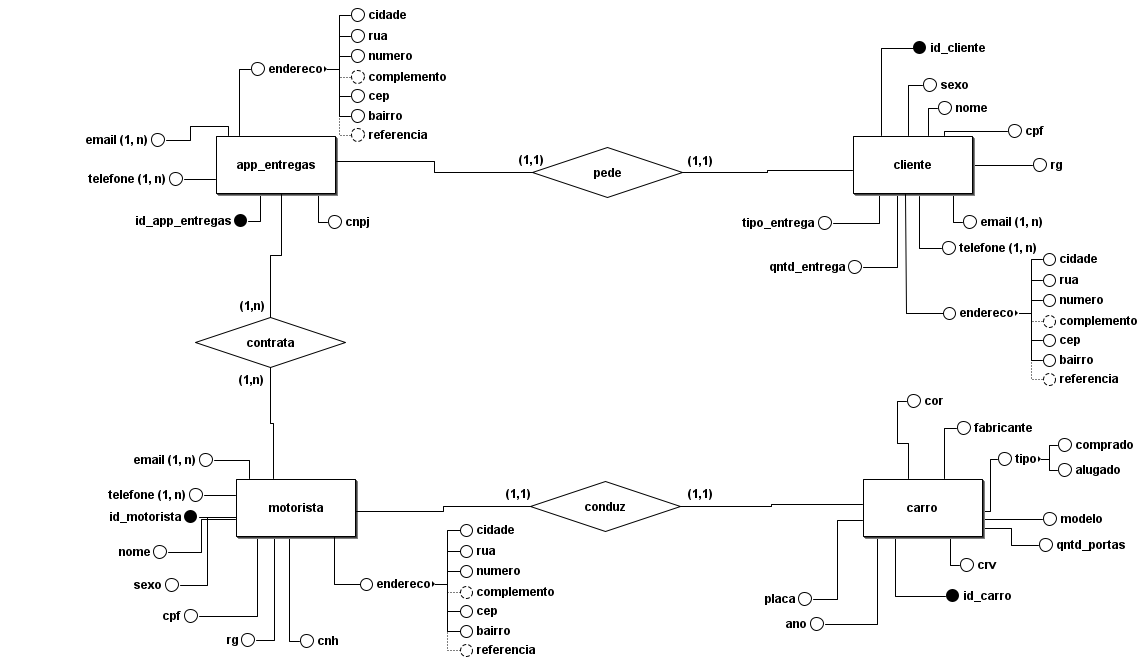 cidade
rua
numero
endereco
complemento
cep
bairro
referencia
email (1, n)
telefone (1, n)
app_entregas
id_app_entregas
cnpj
(1,1)
pede
(1,1)
id_cliente
sexo
nome
cpf
rg
cliente
tipo_entrega
qntd_entrega
email (1, n)
telefone (1, n)
endereco
cidade
rua
numero
complemento
cep
bairro
referencia
(1,n)
contrata
(1,n)
email (1, n)
telefone (1, n)
id_motorista
nome
sexo
cpf
rg
cnh
motorista
endereco
cidade
rua
numero
complemento
cep
bairro
referencia
(1,1)
conduz
(1,1)
cor
fabricante
tipo
comprado
alugado
carro
modelo
qntd_portas
crv
id_carro
placa
ano